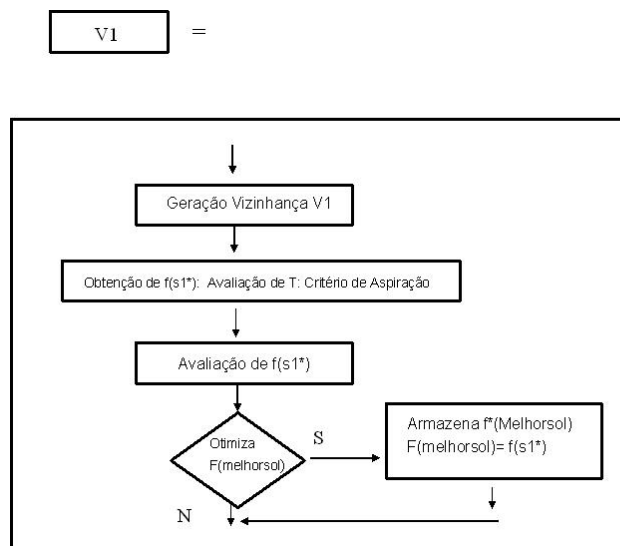 V1 =
Geração Vizinhança V1
Obtenção de f(s1*): Avaliação de T: Critério de Aspiração
Avaliação de f(s1*)
Otimiza
F(melhorsol)
S
Armazena f*(Melhorsol)
F(melhorsol)= f(s1*)
N